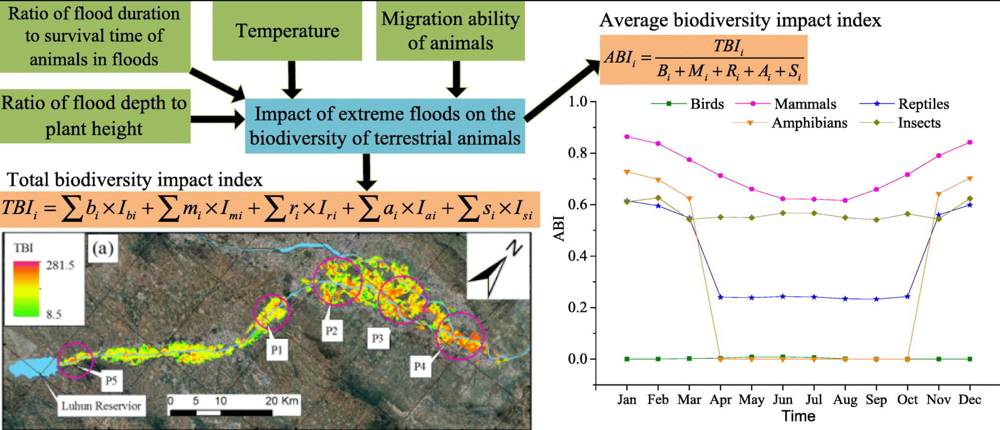 Ratio of flood duration
to survival time of
animals in floods
Temperature
Migration ability
of animals
Ratio of flood depth to
plant height
Impact of extreme floods on the
biodiversity of terrestrial animals
Total biodiversity impact index
TBI_i = ∑ b_i × I_bi + ∑ m_i × I_mi + ∑ r_i × I_ri + ∑ a_i × I_ai + ∑ s_i × I_si
TBI
281.5
8.5
(a)
N
P1
P2
P3
P4
P5
Luhun Reservior
0 5 10 20 Km
Average biodiversity impact index
ABI_i = TBI_i / (B_i + M_i + R_i + A_i + S_i)
Birds Mammals Reptiles
Amphibians Insects
1.0
0.8
0.6
0.4
0.2
0.0
ABI
Jan Feb Mar Apr May Jun Jul Aug Sep Oct Nov Dec
Time